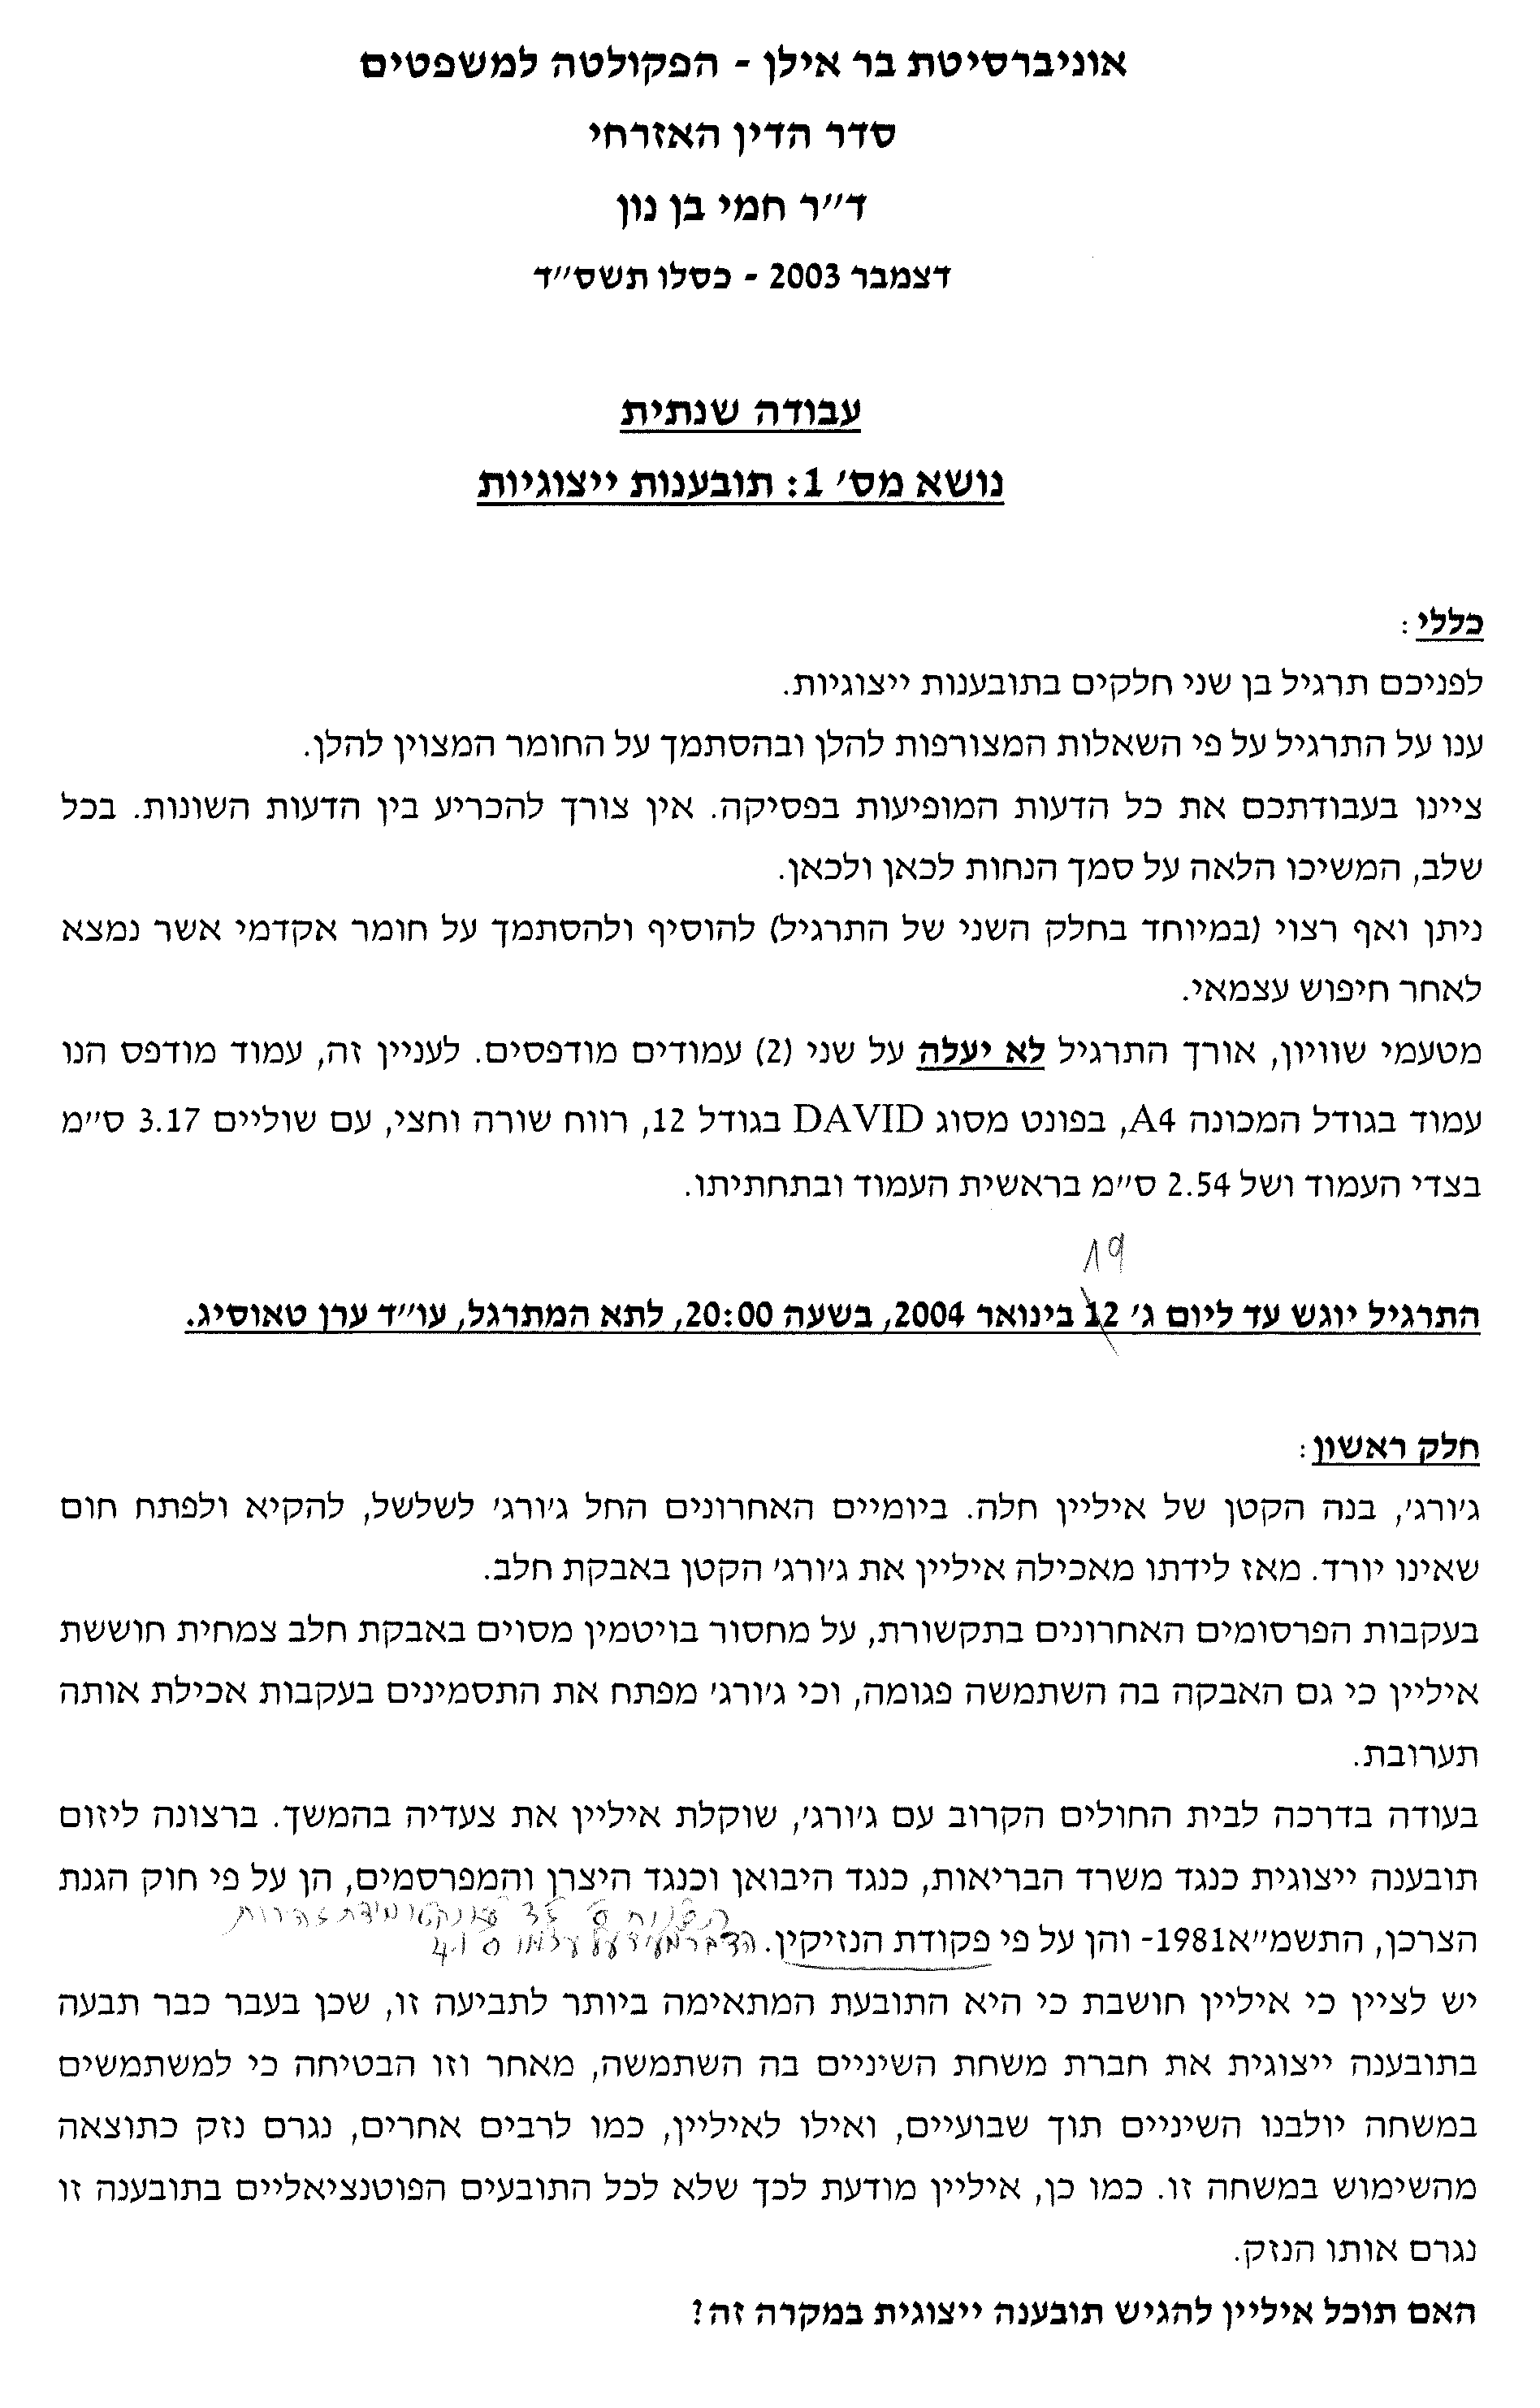 אוניברסיטת בר אילן - הפקולטה למשפטים
סדר הדין האזרחי
ד״ר חמי בן נון
דצמבר 2003 - כסלו תשס״ד
עבודה שנתית
נושא מס׳ 1: תובענות ייצוגיות
כללי:
לפניכם תרגיל בן שני חלקים בתובענות ייצוגיות.
ענו על התרגיל על פי השאלות המצורפות להלן ובהסתמך על החומר המצוין להלן.
ציינו בעבודתכם את כל הדעות המופיעות בפסיקה. אין צורך להכריע בין הדעות השונות. בכל
שלב, המשיכו הלאה על סמך הנחות לכאן ולכאן.
ניתן ואף רצוי (במיוחד בחלק השני של התרגיל) להוסיף ולהסתמך על חומר אקדמי אשר נמצא
לאחר חיפוש עצמאי.
מטעמי שוויון, אורך התרגיל לא יעלה על שני (2) עמודים מודפסים. לעניין זה, עמוד מודפס הנו
עמוד בגודל המכונה A4, בפונט מסוג DAVID בגודל 12, רווח שורה וחצי, עם שוליים 3.17 ס״מ
בצדי העמוד ושל 2.54 ס״מ בראשית העמוד ובתחתיתו.
19
התרגיל יוגש עד ליום ג׳ 12 בינואר 2004, בשעה 20:00, לתא המתרגל, עו״ד ערן טאוסיג.
חלק ראשון:
ג׳ורג׳, בנה הקטן של איליין חלה. ביומיים האחרונים החל ג׳ורג׳ לשלשל, להקיא ולפתח חום
שאינו יורד. מאז לידתו מאכילה איליין את ג׳ורג׳ הקטן באבקת חלב.
בעקבות הפרסומים האחרונים בתקשורת, על מחסור בויטמין מסוים באבקת חלב צמחית חוששת
איליין כי גם האבקה בה השתמשה פגומה, וכי ג׳ורג׳ מפתח את התסמינים בעקבות אכילת אותה
תערובת.
בעודה בדרכה לבית החולים הקרוב עם ג׳ורג׳, שוקלת איליין את צעדיה בהמשך. ברצונה ליזום
תובענה ייצוגית כנגד משרד הבריאות, כנגד היבואן וכנגד היצרן והמפרסמים, הן על פי חוק הגנת
ס׳ 35
הצרכן, התשמ״א1981- והן על פי פקודת הנזיקין. הדבר מעיד על עצמו ס 41
יש לציין כי איליין חושבת כי היא התובעת המתאימה ביותר לתביעה זו, שכן בעבר כבר תבעה
בתובענה ייצוגית את חברת משחת השיניים בה השתמשה, מאחר וזו הבטיחה כי למשתמשים
במשחה יולבנו השיניים תוך שבועיים, ואילו לאיליין, כמו לרבים אחרים, נגרם נזק כתוצאה
מהשימוש במשחה זו. כמו כן, איליין מודעת לכך שלא לכל התובעים הפוטנציאליים בתובענה זו
נגרם אותו הנזק.
האם תוכל איליין להגיש תובענה ייצוגית במקרה זה?